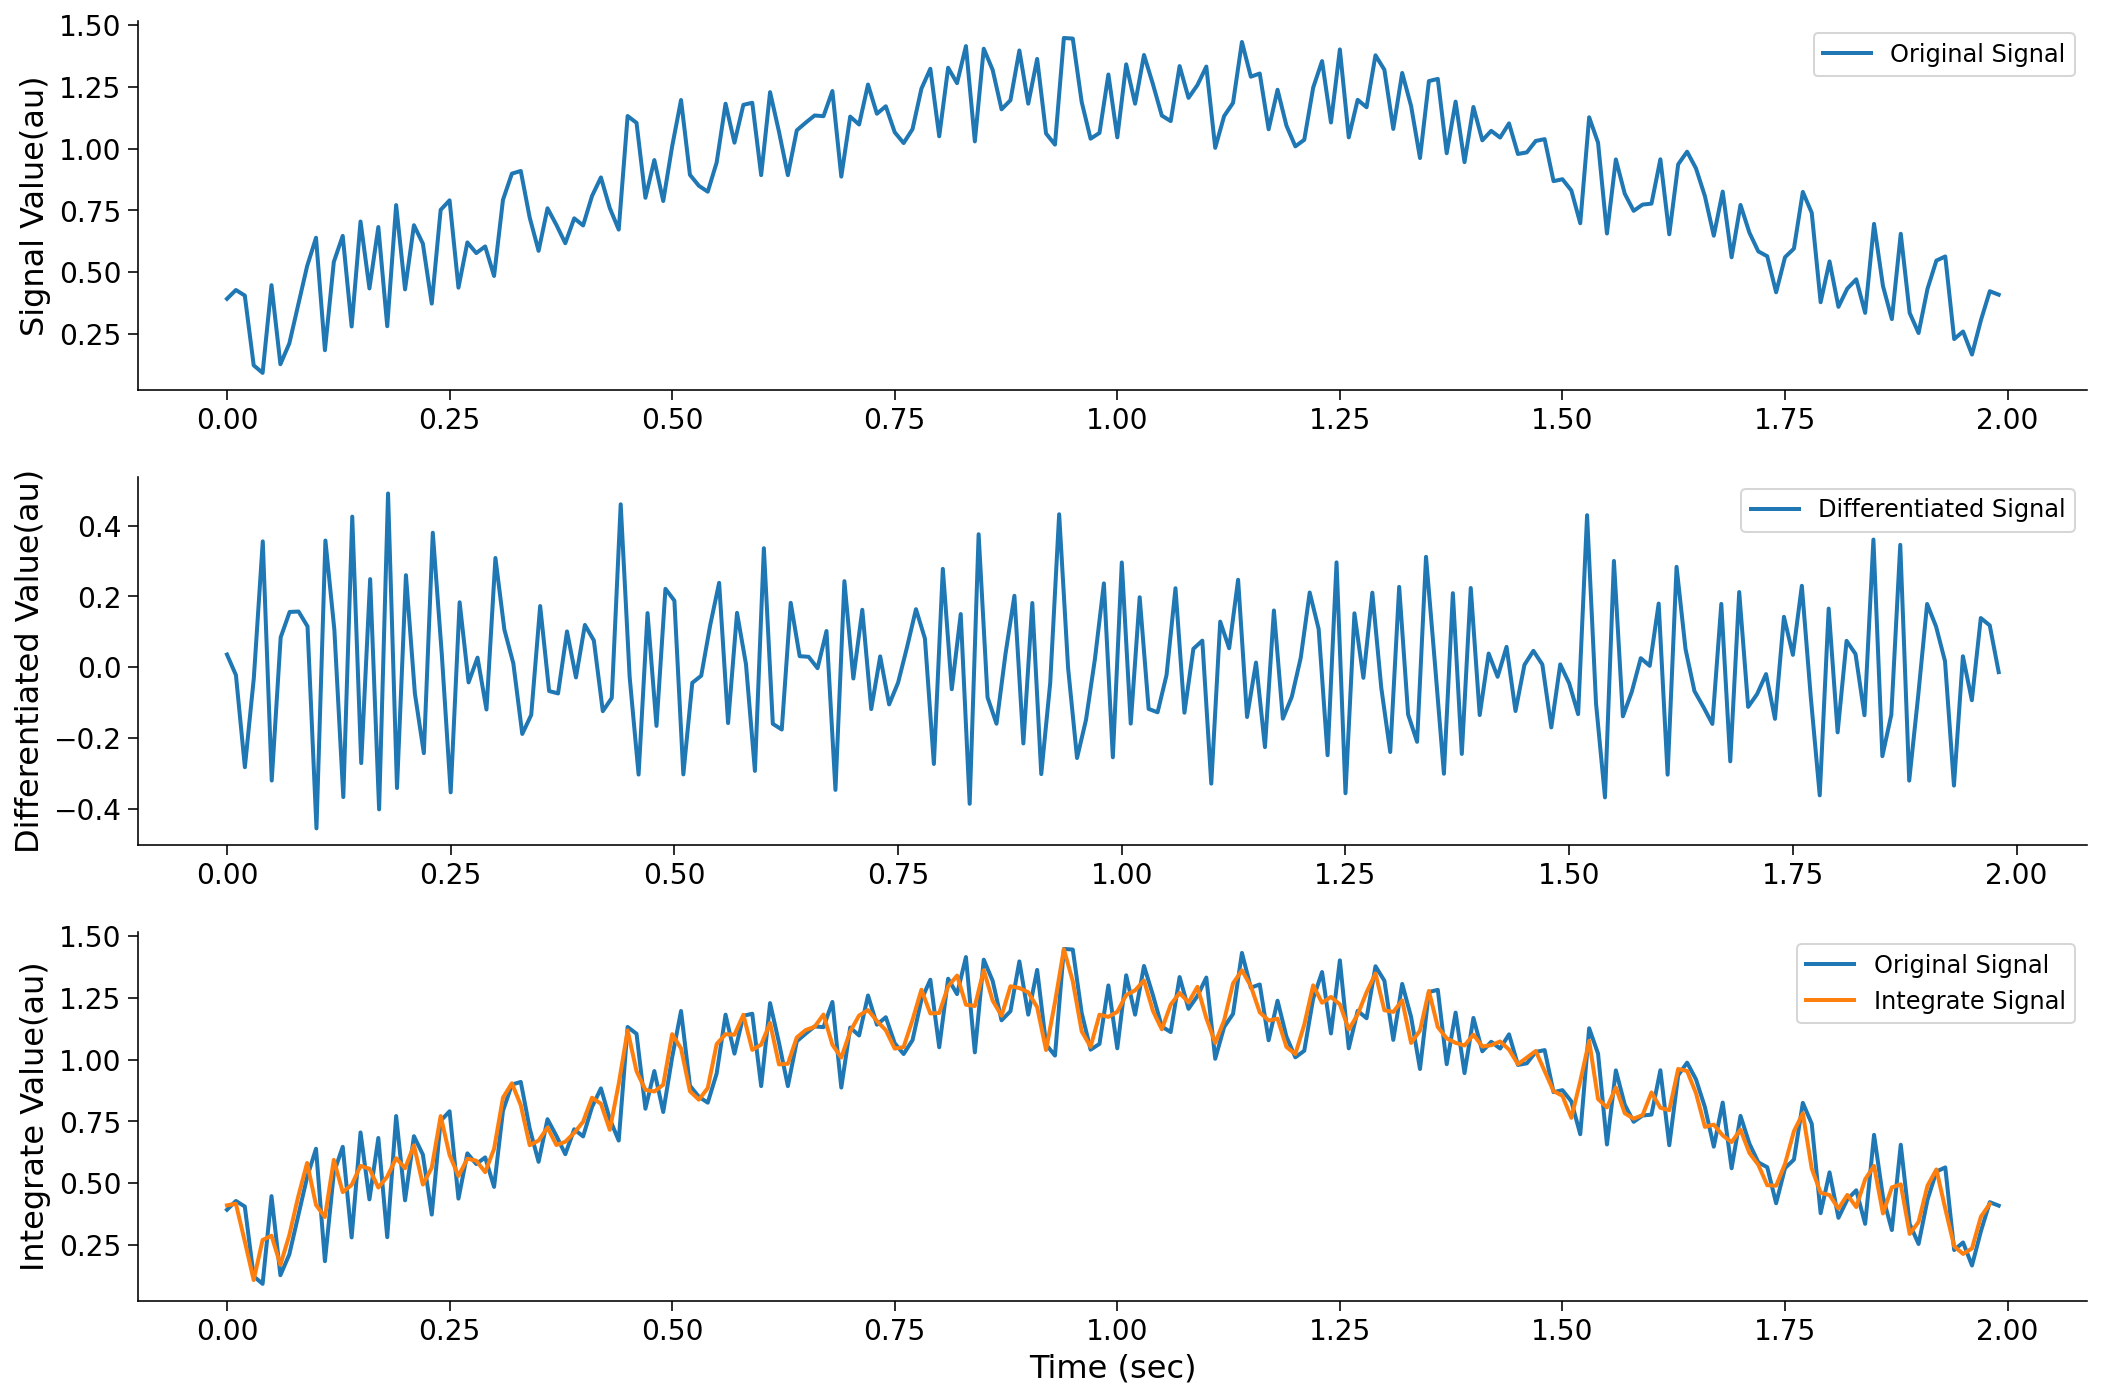 Signal Value(au)
1.50
1.25
1.00
0.75
0.50
0.25
Original Signal
0.00 0.25 0.50 0.75 1.00 1.25 1.50 1.75 2.00
Differentiated Value(au)
0.4
0.2
0.0
−0.2
−0.4
Differentiated Signal
0.00 0.25 0.50 0.75 1.00 1.25 1.50 1.75 2.00
Integrate Value(au)
1.50
1.25
1.00
0.75
0.50
0.25
Original Signal
Integrate Signal
0.00 0.25 0.50 0.75 1.00 1.25 1.50 1.75 2.00
Time (sec)